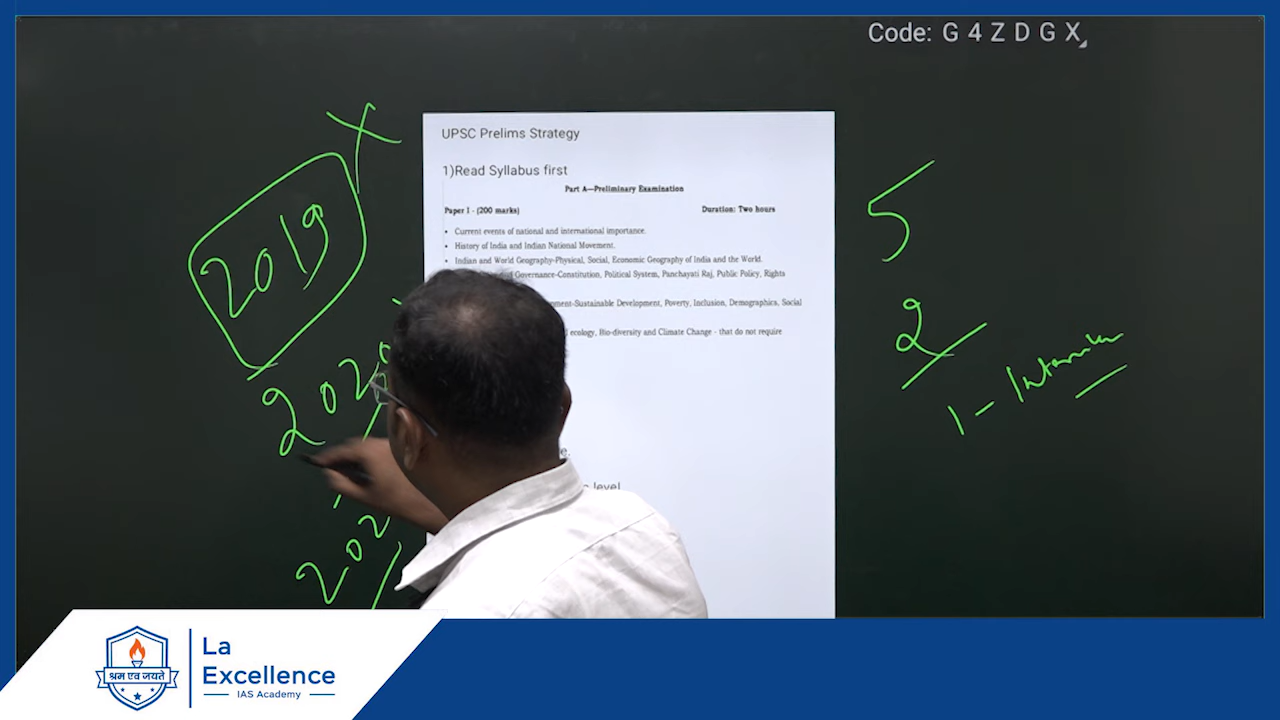 Code: G 4 Z D G X
UPSC Prelims Strategy
1)Read Syllabus first
Part A—Preliminary Examination
Paper I - (200 marks) Duration: Two hours
• Current events of national and international importance.
• History of India and Indian National Movement.
• Indian and World Geography-Physical, Social, Economic Geography of India and the World.
Governance-Constitution, Political System, Panchayati Raj, Public Policy, Rights
-Sustainable Development, Poverty, Inclusion, Demographics, Social
ecology, Bio-diversity and Climate Change - that do not require
level
2019 X
202
202
5
2
1 -
श्रम एव जयते
La
Excellence
IAS Academy